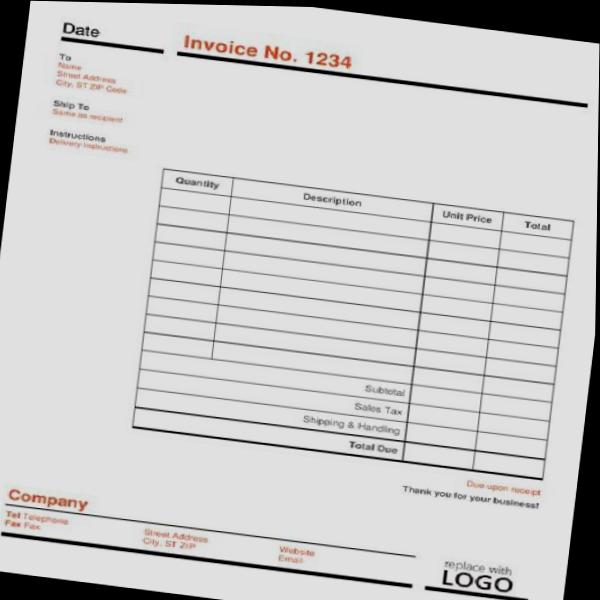 Date
Invoice No. 1234
To
Name
Street Address
City, ST ZIP Code
Ship To
Same as recipient
Instructions
Delivery Instructions
Quantity Description Unit Price Total
Subtotal
Sales Tax
Shipping & Handling
Total Due
Due upon receipt
Thank you for your business!
Company
Tel Telephone
Fax Fax
Street Address
City, ST ZIP
Website
Email
replace with
LOGO